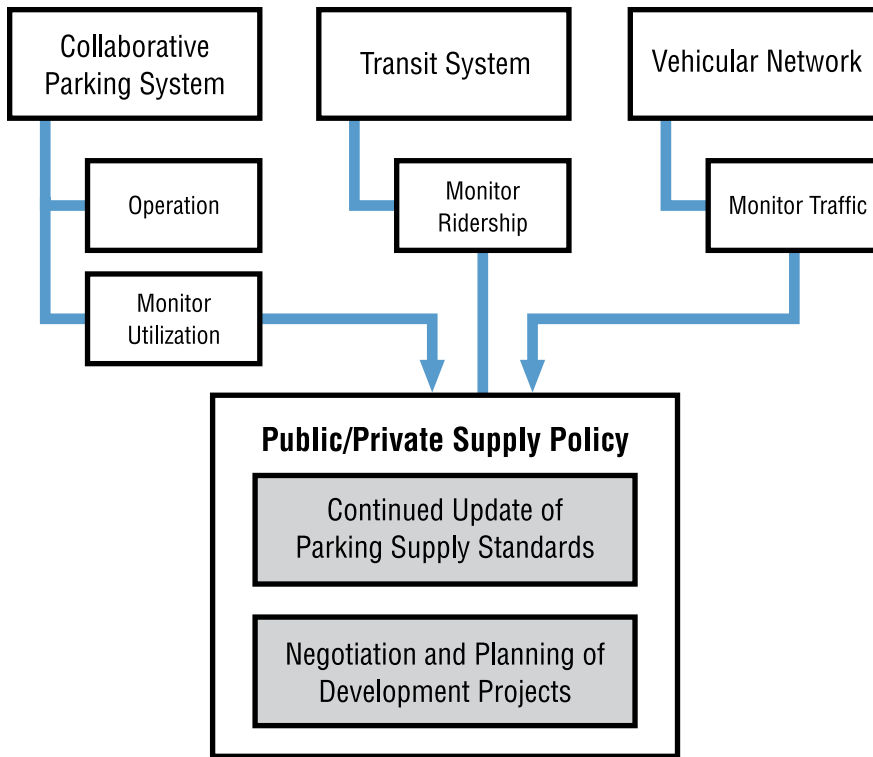 Collaborative
Parking System
Transit System
Vehicular Network
Operation
Monitor
Ridership
Monitor Traffic
Monitor
Utilization
Public/Private Supply Policy
Continued Update of
Parking Supply Standards
Negotiation and Planning of
Development Projects